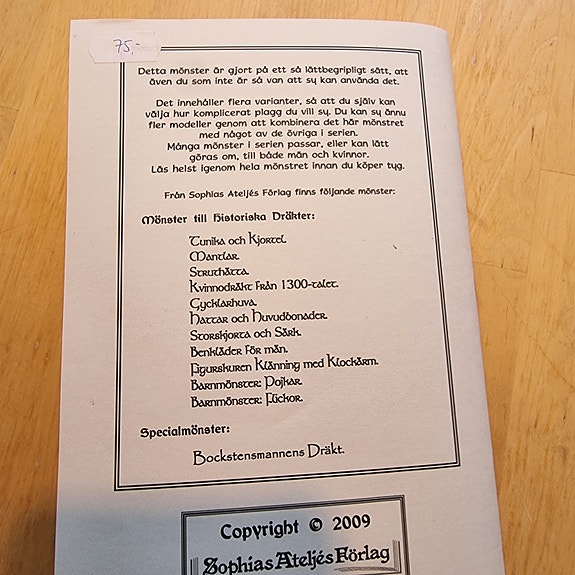 75,-
Detta mönster är gjort på ett så lättbegripligt sätt, att
även du som inte är så van att sy kan använda det.
Det innehåller flera varianter, så att du själv kan
välja hur komplicerat plagg du vill sy. Du kan sy ännu
fler modeller genom att kombinera det här mönstret
med något av de övriga i serien.
Många mönster i serien passar, eller kan lätt
göras om, till både män och kvinnor.
Läs helst igenom hela mönstret innan du köper tyg.
Från Sophias Ateljés Förlag finns följande mönster:
Mönster till Historiska Dräkter:
Tunika och Kjortel.
Mantlar.
Struthätta.
Kvinnodräkt från 1300-talet.
Gycklarhuva.
Hattar och Huvudbonader.
Storskjorta och Särk.
Benkläder för män.
Figurskuren Klänning med Klockärm.
Barnmönster: Pojkar.
Barnmönster: Flickor.
Specialmönster:
Bockstensmannens Dräkt.
Copyright © 2009
Sophias Ateljés Förlag